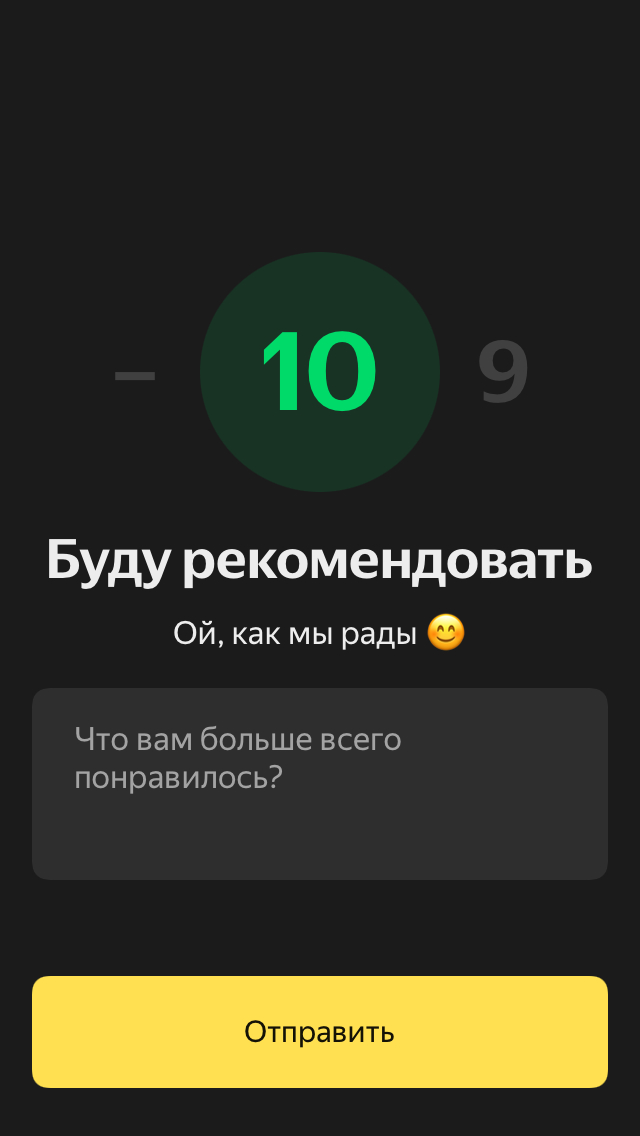 – 10 9
Буду рекомендовать
Ой, как мы рады 😊
Что вам больше всего
понравилось?
Отправить